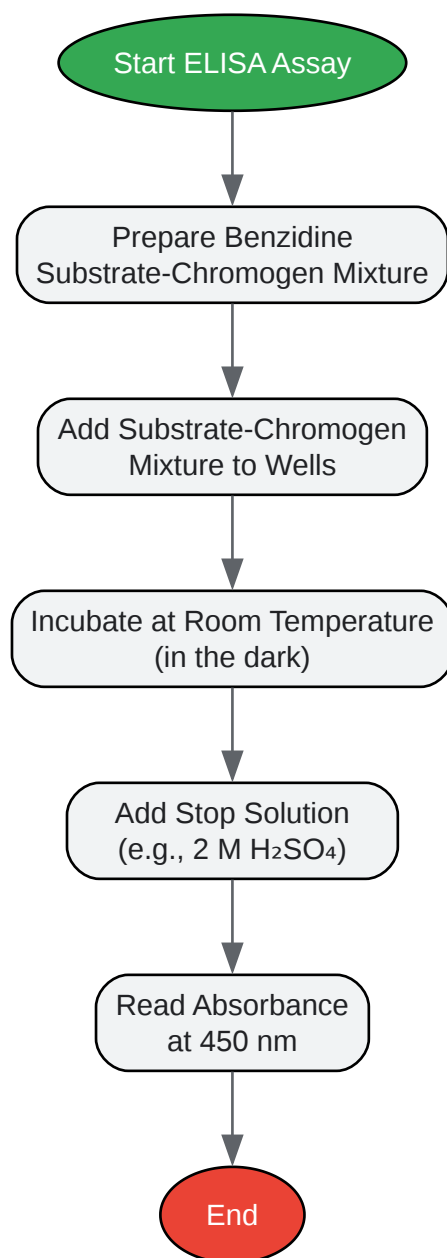 Start ELISA Assay
Prepare Benzidine
Substrate-Chromogen Mixture
Add Substrate-Chromogen
Mixture to Wells
Incubate at Room Temperature
(in the dark)
Add Stop Solution
(e.g., 2 M H₂SO₄)
Read Absorbance
at 450 nm
End